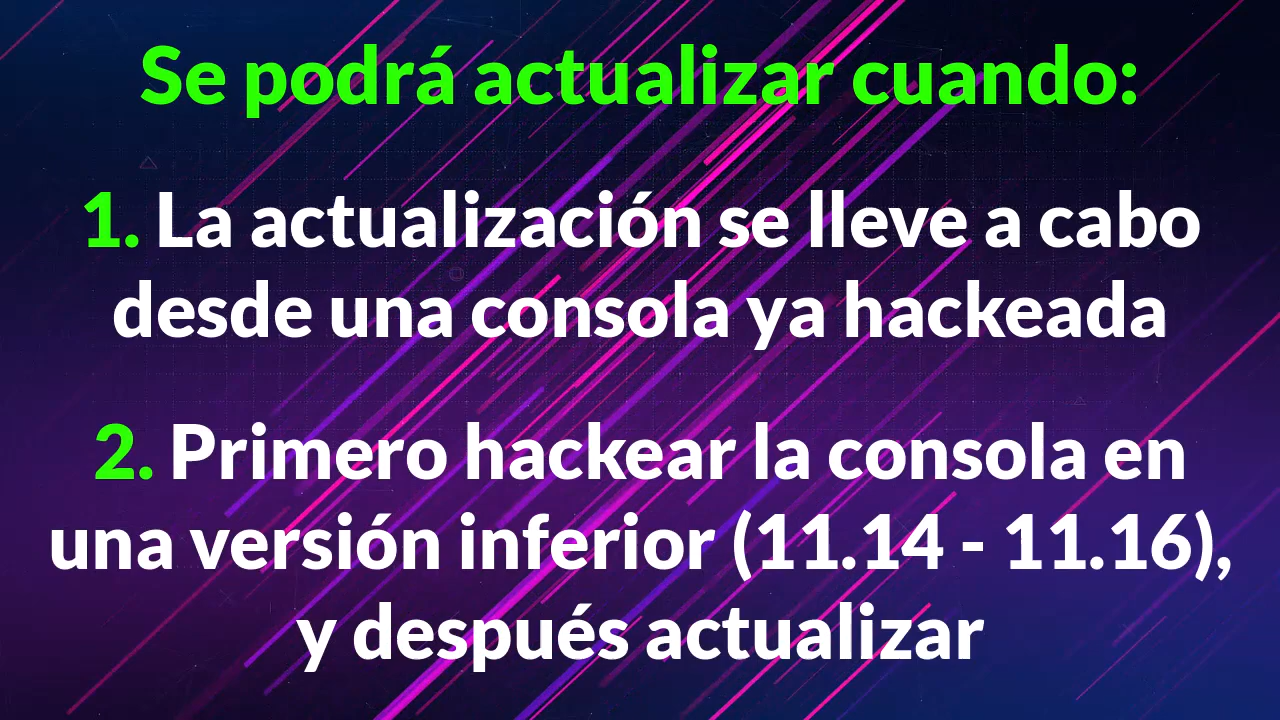 Se podrá actualizar cuando:
1. La actualización se lleve a cabo
desde una consola ya hackeada
2. Primero hackear la consola en
una versión inferior (11.14 - 11.16),
y después actualizar